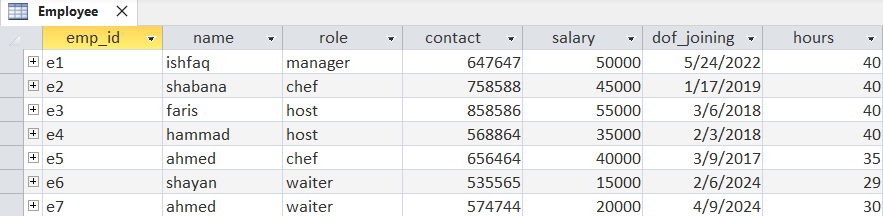 Employee
emp_id name role contact salary dof_joining hours
e1 ishfaq manager 647647 50000 5/24/2022 40
e2 shabana chef 758588 45000 1/17/2019 40
e3 faris host 858586 55000 3/6/2018 40
e4 hammad host 568864 35000 2/3/2018 40
e5 ahmed chef 656464 40000 3/9/2017 35
e6 shayan waiter 535565 15000 2/6/2024 29
e7 ahmed waiter 574744 20000 4/9/2024 30